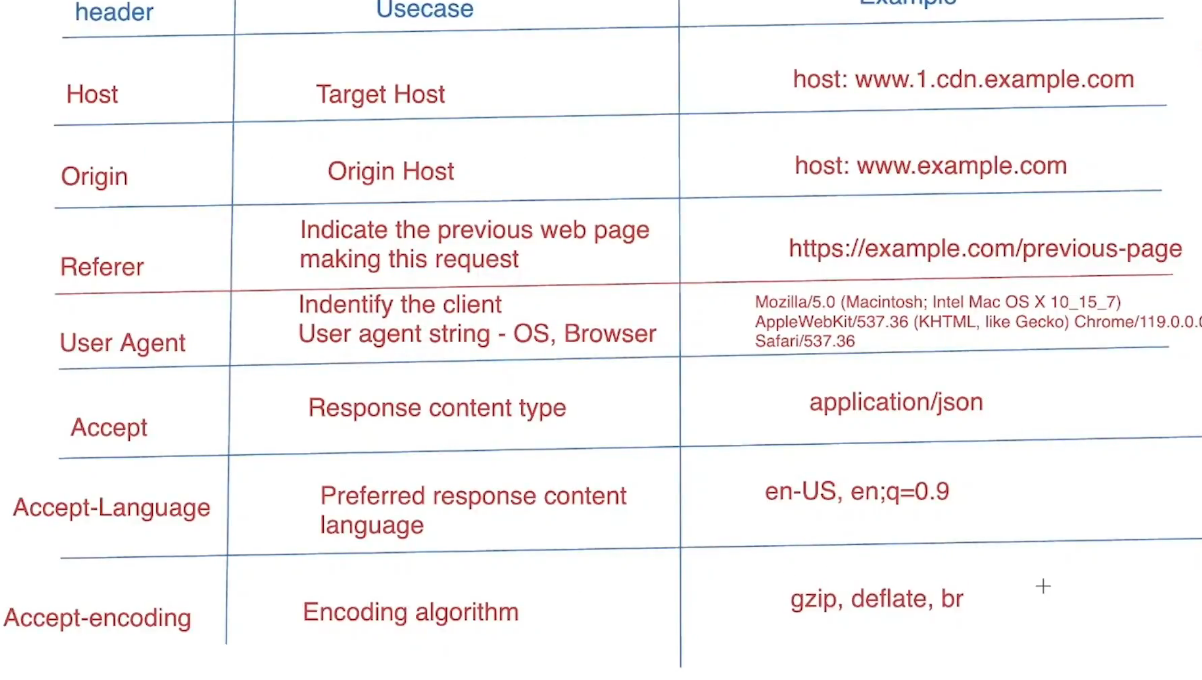 header Usecase Example
Host Target Host host: www.1.cdn.example.com
Origin Origin Host host: www.example.com
Referer Indicate the previous web page
making this request https://example.com/previous-page
User Agent Indentify the client
User agent string - OS, Browser Mozilla/5.0 (Macintosh; Intel Mac OS X 10_15_7)
AppleWebKit/537.36 (KHTML, like Gecko) Chrome/119.0.0.0
Safari/537.36
Accept Response content type application/json
Accept-Language Preferred response content
language en-US, en;q=0.9
Accept-encoding Encoding algorithm gzip, deflate, br